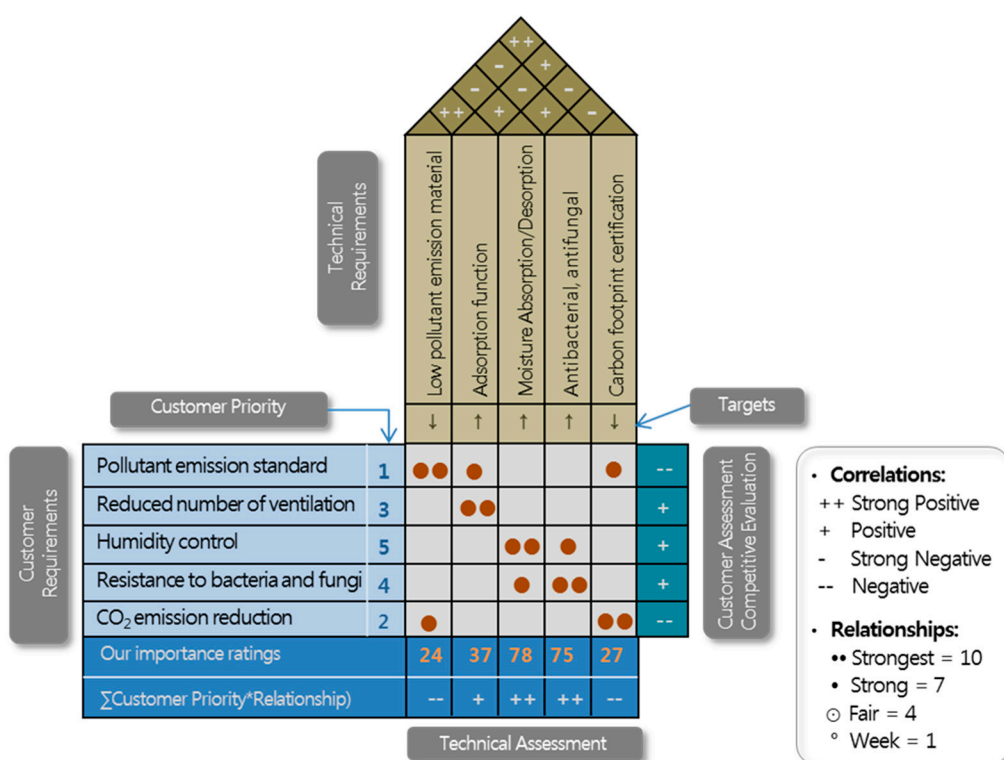 ++
- +
- - -
++ + + -
Technical
Requirements
Low pollutant emission material
Adsorption function
Moisture Absorption/Desorption
Antibacterial, antifungal
Carbon footprint certification
Customer Priority
↓ ↑ ↑ ↑ ↓
Targets
Customer
Requirements
Pollutant emission standard 1 ●● ● ● --
Reduced number of ventilation 3 ●● +
Humidity control 5 ●● ● +
Resistance to bacteria and fungi 4 ● ●● +
CO₂ emission reduction 2 ● ●● --
Our importance ratings 24 37 78 75 27
∑Customer Priority*Relationship) -- + ++ ++ --
Technical Assessment
Customer Assessment
Competitive Evaluation
• Correlations:
++ Strong Positive
+ Positive
- Strong Negative
-- Negative
• Relationships:
•• Strongest = 10
• Strong = 7
⊙ Fair = 4
° Week = 1